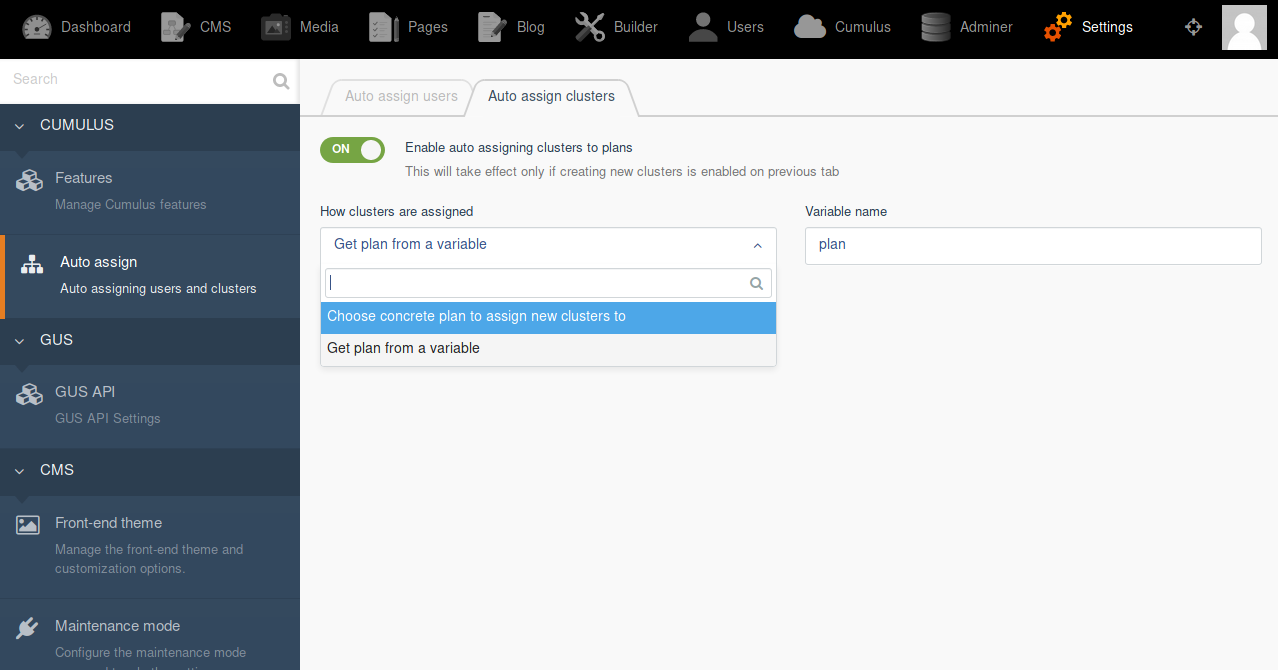 Dashboard CMS Media Pages Blog Builder Users Cumulus Adminer Settings
Search
CUMULUS
Features
Manage Cumulus features
Auto assign
Auto assigning users and clusters
GUS
GUS API
GUS API Settings
CMS
Front-end theme
Manage the front-end theme and
customization options.
Maintenance mode
Configure the maintenance mode
Auto assign users Auto assign clusters
ON Enable auto assigning clusters to plans
This will take effect only if creating new clusters is enabled on previous tab
How clusters are assigned Variable name
Get plan from a variable plan
Choose concrete plan to assign new clusters to
Get plan from a variable